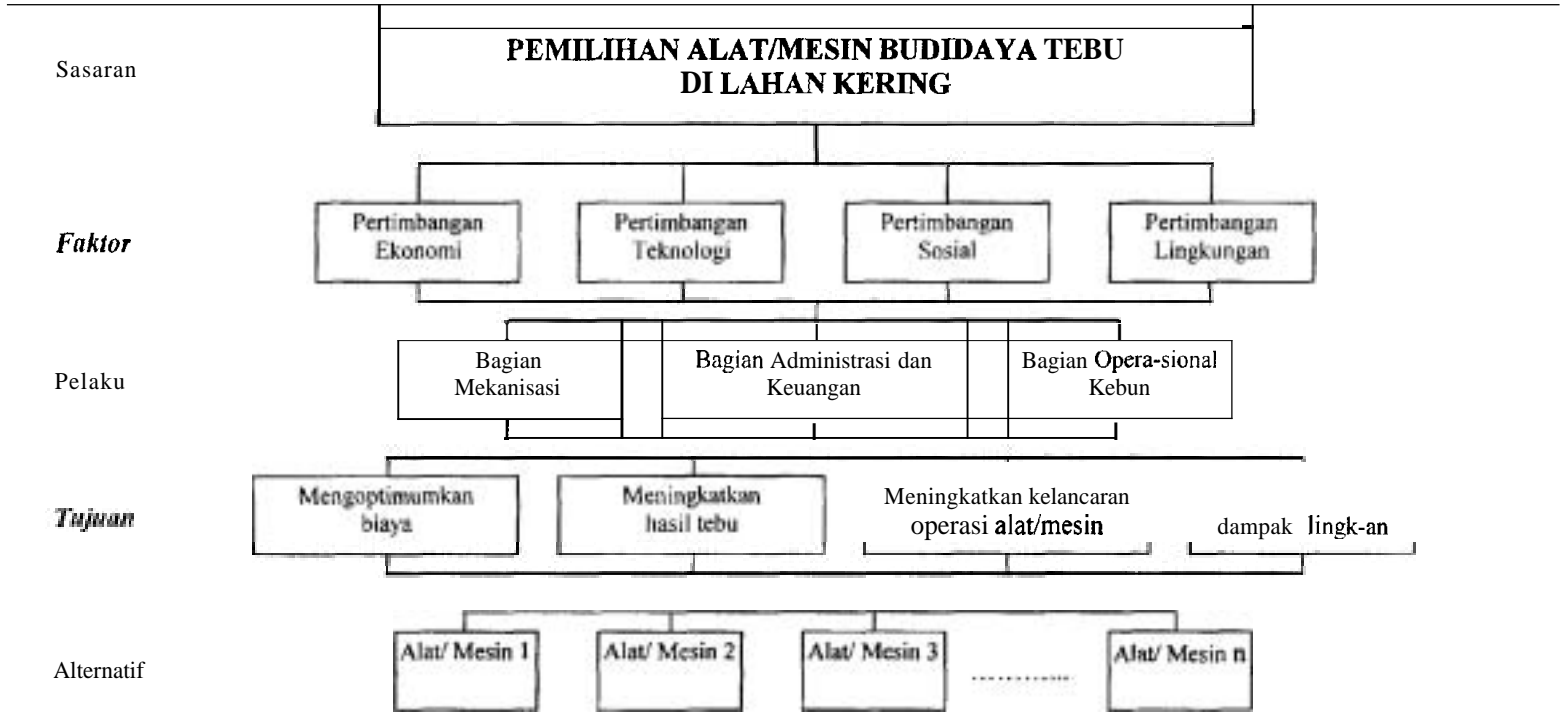 PEMILIHAN ALAT/MESIN BUDIDAYA TEBU
DI LAHAN KERING
Sasaran
Pertimbangan
Ekonomi
Pertimbangan
Teknologi
Pertimbangan
Sosial
Pertimbangan
Lingkungan
Faktor
Bagian
Mekanisasi
Bagian Administrasi dan
Keuangan
Bagian Opera-sional
Kebun
Pelaku
Mengoptimumkan
biaya
Meningkatkan
hasil tebu
Meningkatkan kelancaran
operasi alat/mesin
dampak lingk-an
Tujuan
Alat/ Mesin 1
Alat/ Mesin 2
Alat/ Mesin 3
..............
Alat/ Mesin n
Alternatif